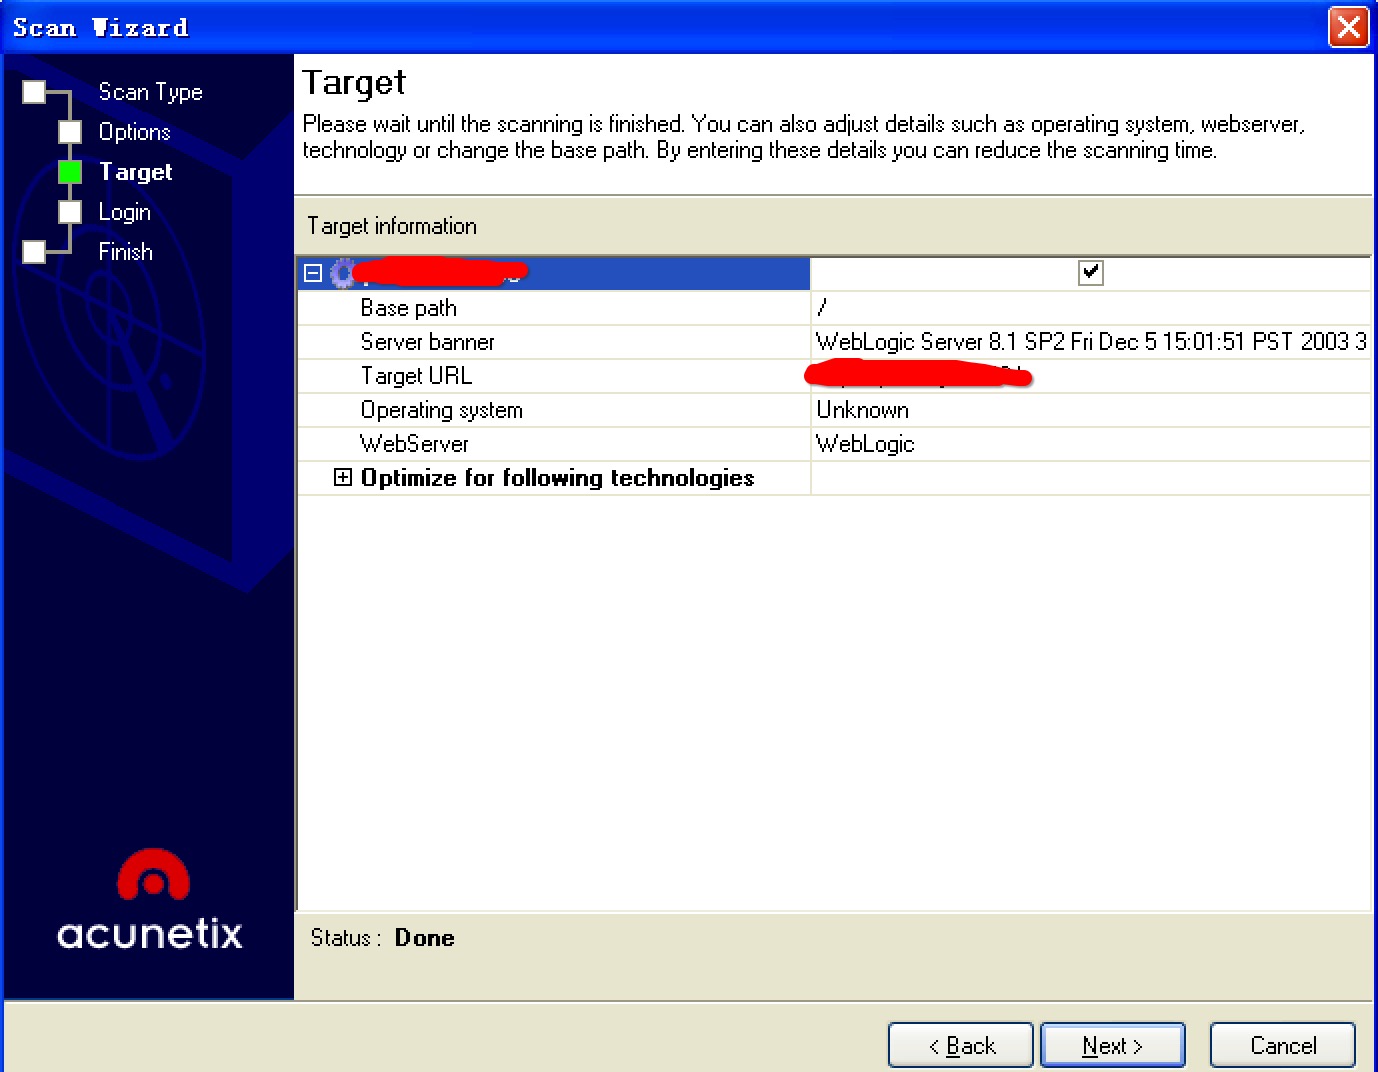 Scan Wizard
Scan Type
Options
Target
Login
Finish
Target
Please wait until the scanning is finished. You can also adjust details such as operating system, webserver,
technology or change the base path. By entering these details you can reduce the scanning time.
Target information
Base path /
Server banner WebLogic Server 8.1 SP2 Fri Dec 5 15:01:51 PST 2003 3
Target URL
Operating system Unknown
WebServer WebLogic
Optimize for following technologies
acunetix
Status : Done
< Back Next > Cancel